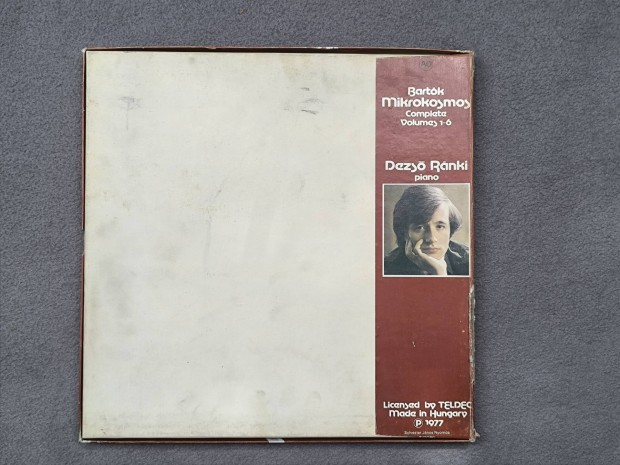 Bartók
Mikrokosmos
Complete
Volumes 1-6
Dezső Ránki
piano
Licensed by TELDEC
Made in Hungary
Ⓟ 1977